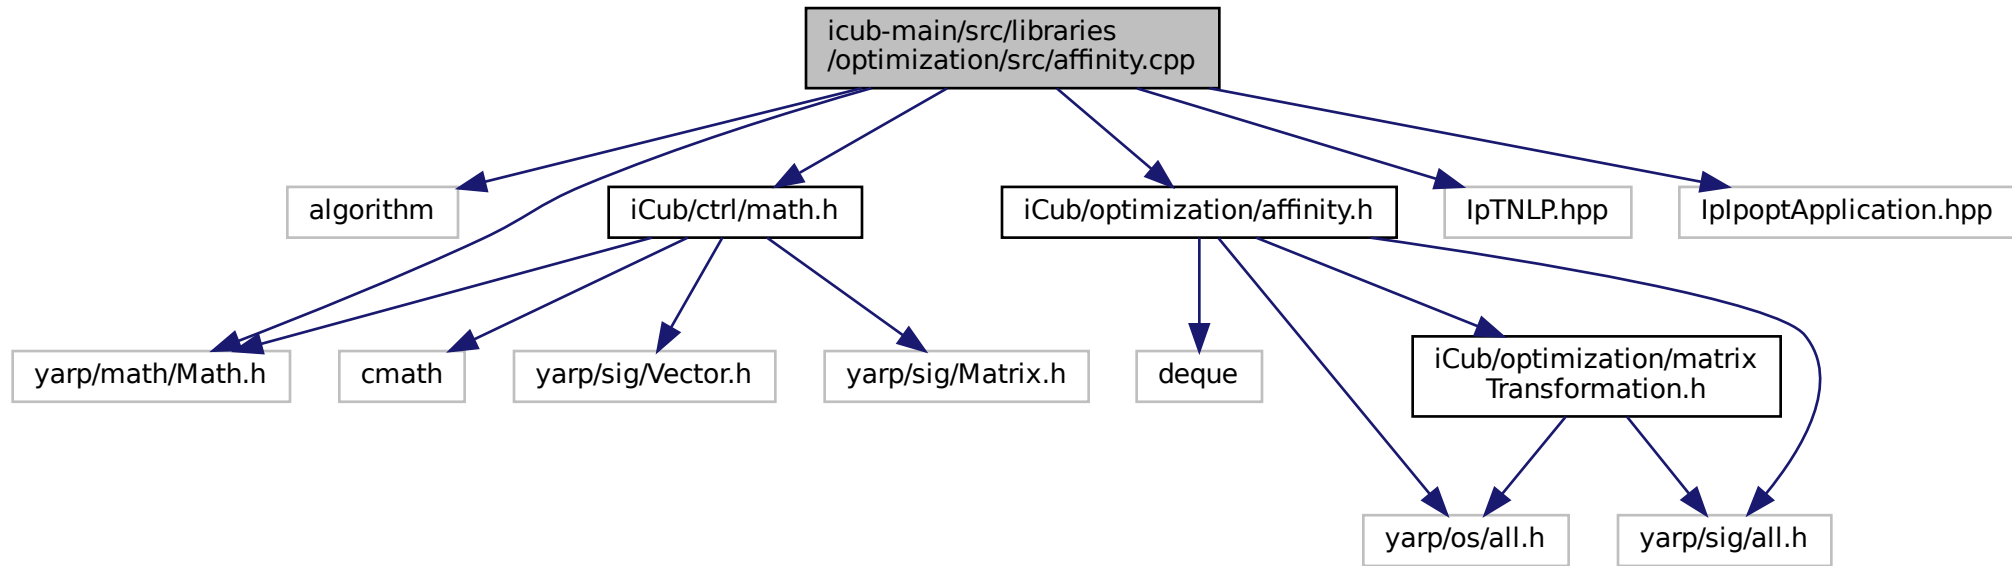 icub-main/src/libraries
/optimization/src/affinity.cpp
algorithm
iCub/ctrl/math.h
iCub/optimization/affinity.h
IpTNLP.hpp
IpIpoptApplication.hpp
yarp/math/Math.h
cmath
yarp/sig/Vector.h
yarp/sig/Matrix.h
deque
iCub/optimization/matrix
Transformation.h
yarp/os/all.h
yarp/sig/all.h